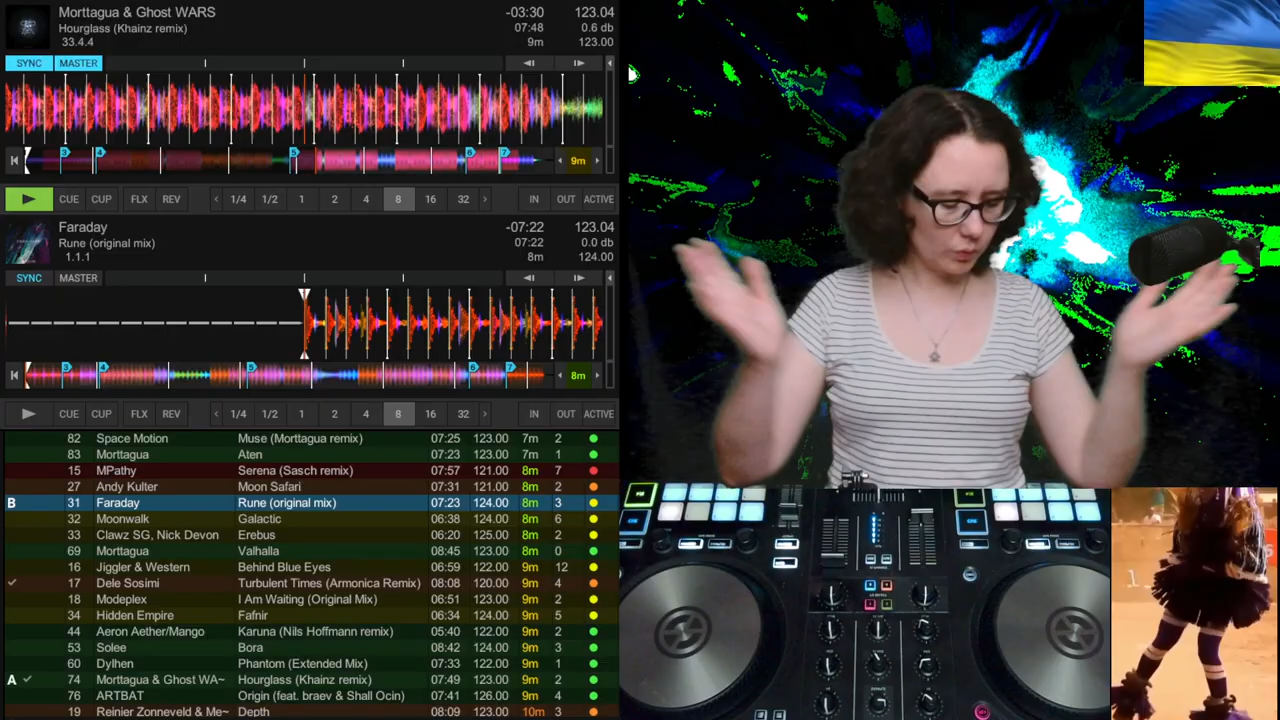 Morttagua & Ghost WARS -03:30 123.04
Hourglass (Khainz remix) 07:48 0.6 db
33.4.4 9m 123.00
SYNC MASTER
3 4 5 6 7 9m
CUE CUP FLX REV 1/4 1/2 1 2 4 8 16 32 IN OUT ACTIVE
Faraday -07:22 123.04
Rune (original mix) 07:22 0.0 db
1.1.1 8m 124.00
SYNC MASTER
3 4 5 6 7 8m
CUE CUP FLX REV 1/4 1/2 1 2 4 8 16 32 IN OUT ACTIVE
82 Space Motion Muse (Morttagua remix) 07:25 123.00 7m 2
83 Morttagua Aten 07:23 123.00 7m 1
15 MPathy Serena (Sasch remix) 07:57 121.00 8m 7
27 Andy Kulter Moon Safari 07:31 121.00 8m 2
B 31 Faraday Rune (original mix) 07:23 124.00 8m 3
32 Moonwalk Galactic 06:38 124.00 8m 6
33 Claw35G, Nick Devon Erebus 06:20 125.00 8m 2
69 Morttagua Valhalla 08:45 123.00 8m 2
16 Jiggler & Western Behind Blue Eyes 06:59 122.00 9m 12
17 Dele Sosimi Turbulent Times (Armonica Remix) 08:08 120.00 9m 4
18 Modeplex I Am Waiting (Original Mix) 06:51 123.00 9m 2
34 Hidden Empire Fafnir 06:34 124.00 9m 5
44 Aeron Aether/Mango Karuna (Nils Hoffmann remix) 05:40 122.00 9m 2
53 Solee Bora 08:42 124.00 9m 3
60 Dylhen Phantom (Extended Mix) 07:33 122.00 9m 1
A 74 Morttagua & Ghost WA~ Hourglass (Khainz remix) 07:49 123.00 9m 2
76 ARTBAT Origin (feat. braev & Shall Ocin) 07:41 126.00 9m 4
19 Reinier Zonneveld & Me~ Depth 08:09 123.00 10m 3